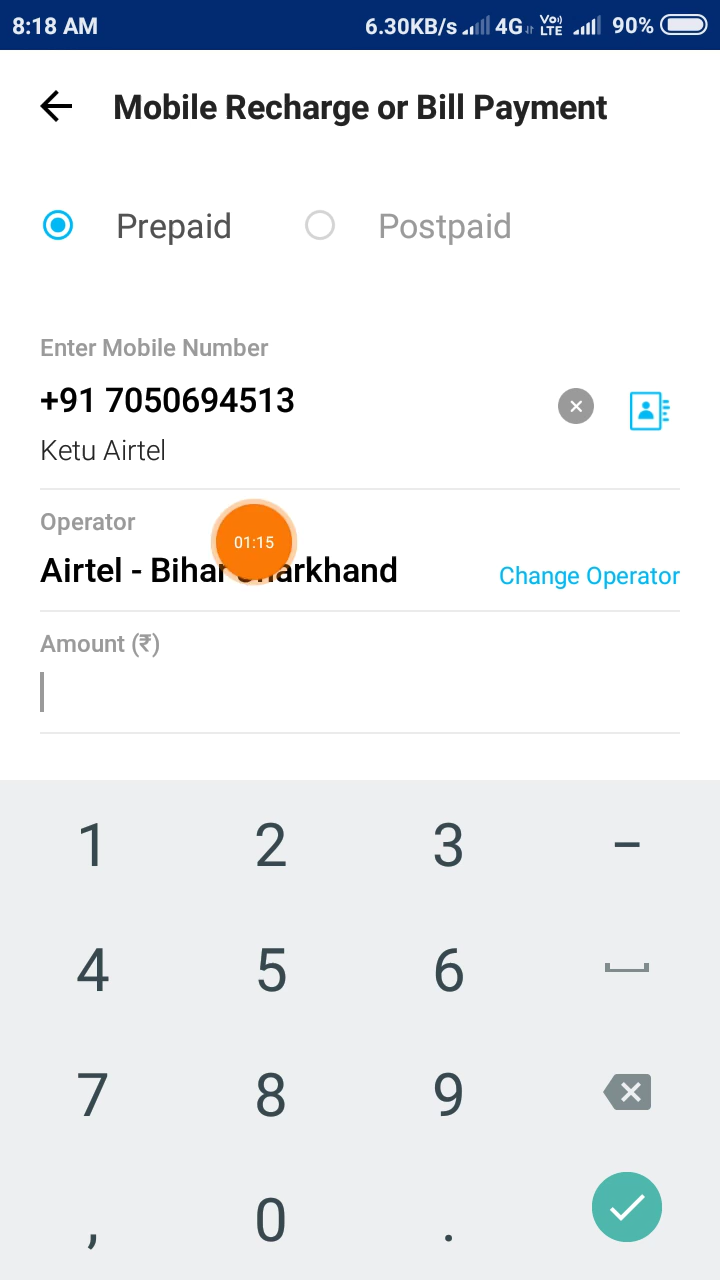 8:18 AM 6.30KB/s 4G VoLTE 90%
Mobile Recharge or Bill Payment
Prepaid Postpaid
Enter Mobile Number
+91 7050694513
Ketu Airtel
Operator
01:15
Airtel - Bihar Jharkhand Change Operator
Amount (₹)
1 2 3 –
4 5 6
7 8 9
, 0 .